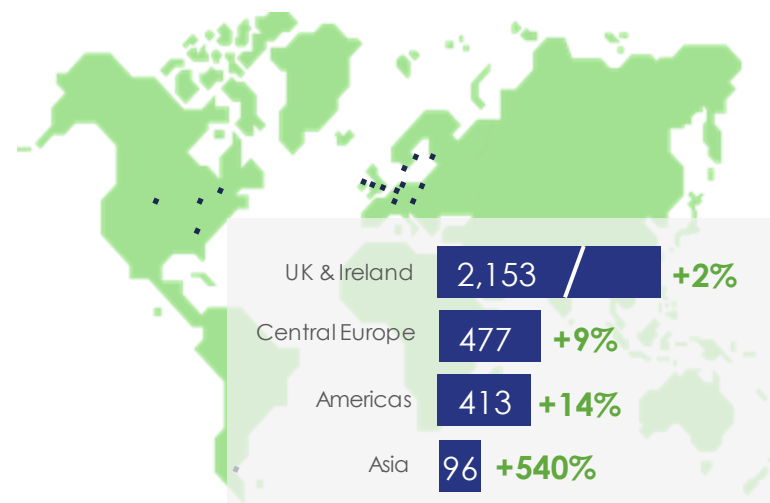 UK & Ireland 2,153 +2%
Central Europe 477 +9%
Americas 413 +14%
Asia 96 +540%